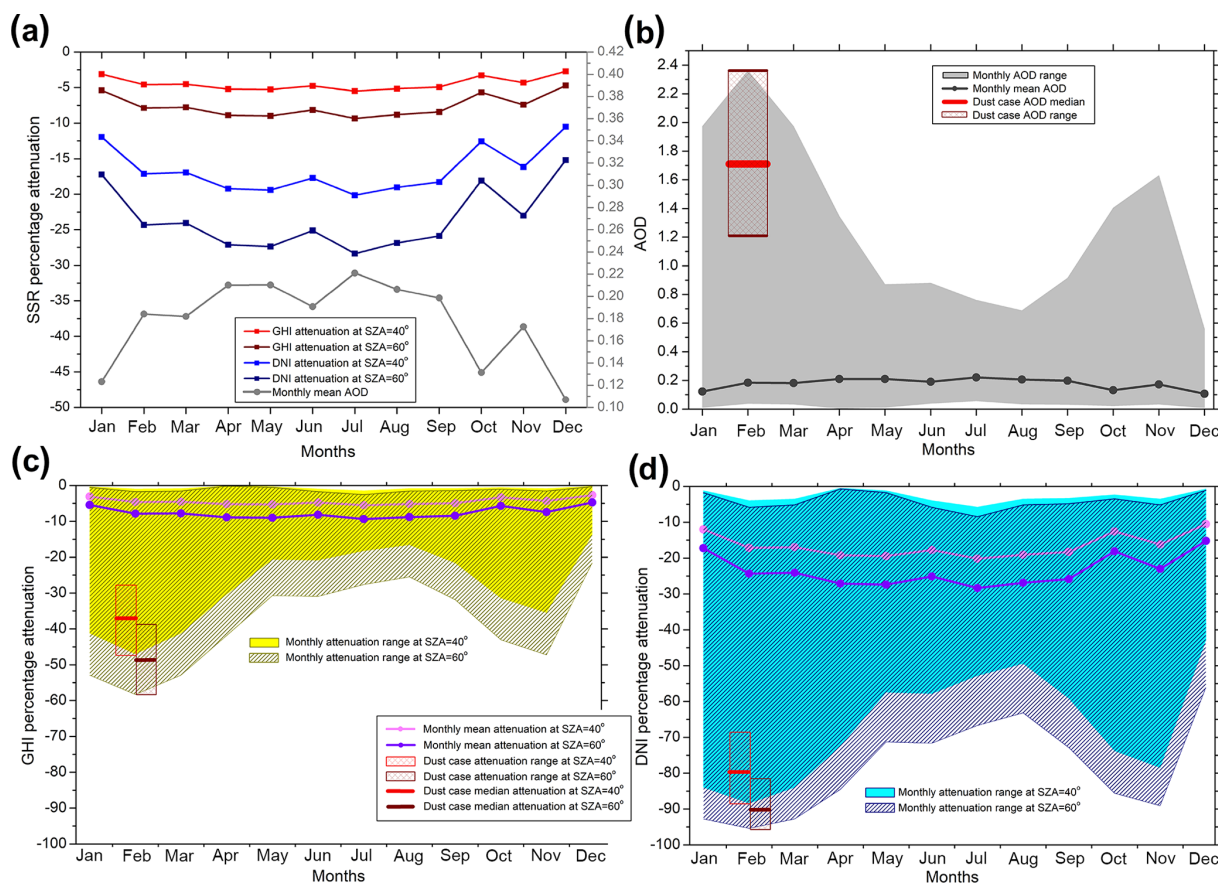 (a)
0
-5
-10
-15
-20
-25
-30
-35
-40
-45
-50
SSR percentage attenuation
0.42
0.40
0.38
0.36
0.34
0.32
0.30
0.28
0.26
0.24
0.22
0.20
0.18
0.16
0.14
0.12
0.10
GHI attenuation at SZA=40°
GHI attenuation at SZA=60°
DNI attenuation at SZA=40°
DNI attenuation at SZA=60°
Monthly mean AOD
Jan Feb Mar Apr May Jun Jul Aug Sep Oct Nov Dec
Months
(b)
2.4
2.2
2.0
1.8
1.6
1.4
1.2
1.0
0.8
0.6
0.4
0.2
0.0
AOD
Monthly AOD range
Monthly mean AOD
Dust case AOD median
Dust case AOD range
Jan Feb Mar Apr May Jun Jul Aug Sep Oct Nov Dec
Months
(c)
0
-10
-20
-30
-40
-50
-60
-70
-80
-90
-100
GHI percentage attenuation
Monthly attenuation range at SZA=40°
Monthly attenuation range at SZA=60°
Monthly mean attenuation at SZA=40°
Monthly mean attenuation at SZA=60°
Dust case attenuation range at SZA=40°
Dust case attenuation range at SZA=60°
Dust case median attenuation at SZA=40°
Dust case median attenuation at SZA=60°
Jan Feb Mar Apr May Jun Jul Aug Sep Oct Nov Dec
Months
(d)
0
-10
-20
-30
-40
-50
-60
-70
-80
-90
-100
DNI percentage attenuation
Monthly attenuation range at SZA=40°
Monthly attenuation range at SZA=60°
Jan Feb Mar Apr May Jun Jul Aug Sep Oct Nov Dec
Months